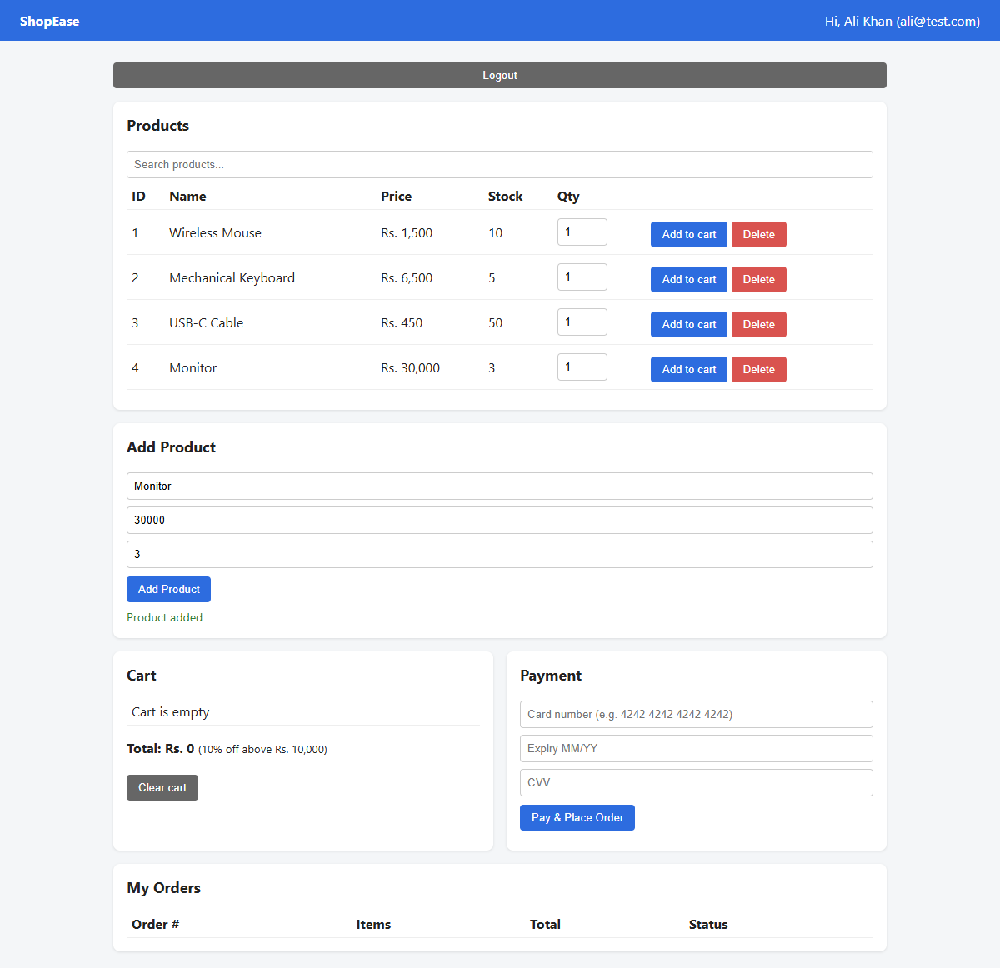 ShopEase Hi, Ali Khan (ali@test.com)
Logout
Products
Search products...
ID Name Price Stock Qty
1 Wireless Mouse Rs. 1,500 10 1 Add to cart Delete
2 Mechanical Keyboard Rs. 6,500 5 1 Add to cart Delete
3 USB-C Cable Rs. 450 50 1 Add to cart Delete
4 Monitor Rs. 30,000 3 1 Add to cart Delete
Add Product
Monitor
30000
3
Add Product
Product added
Cart
Cart is empty
Total: Rs. 0 (10% off above Rs. 10,000)
Clear cart
Payment
Card number (e.g. 4242 4242 4242 4242)
Expiry MM/YY
CVV
Pay & Place Order
My Orders
Order # Items Total Status